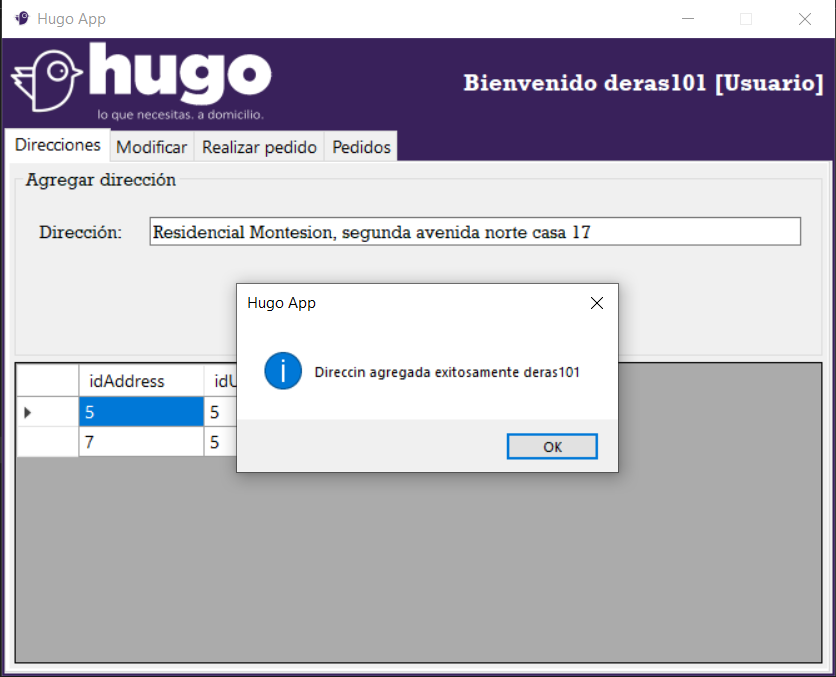 Hugo App
hugo
lo que necesitas. a domicilio.
Bienvenido deras101 [Usuario]
Direcciones Modificar Realizar pedido Pedidos
Agregar dirección
Dirección: Residencial Montesion, segunda avenida norte casa 17
Hugo App
Direccin agregada exitosamente deras101
OK
idAddress
5 5
7 5